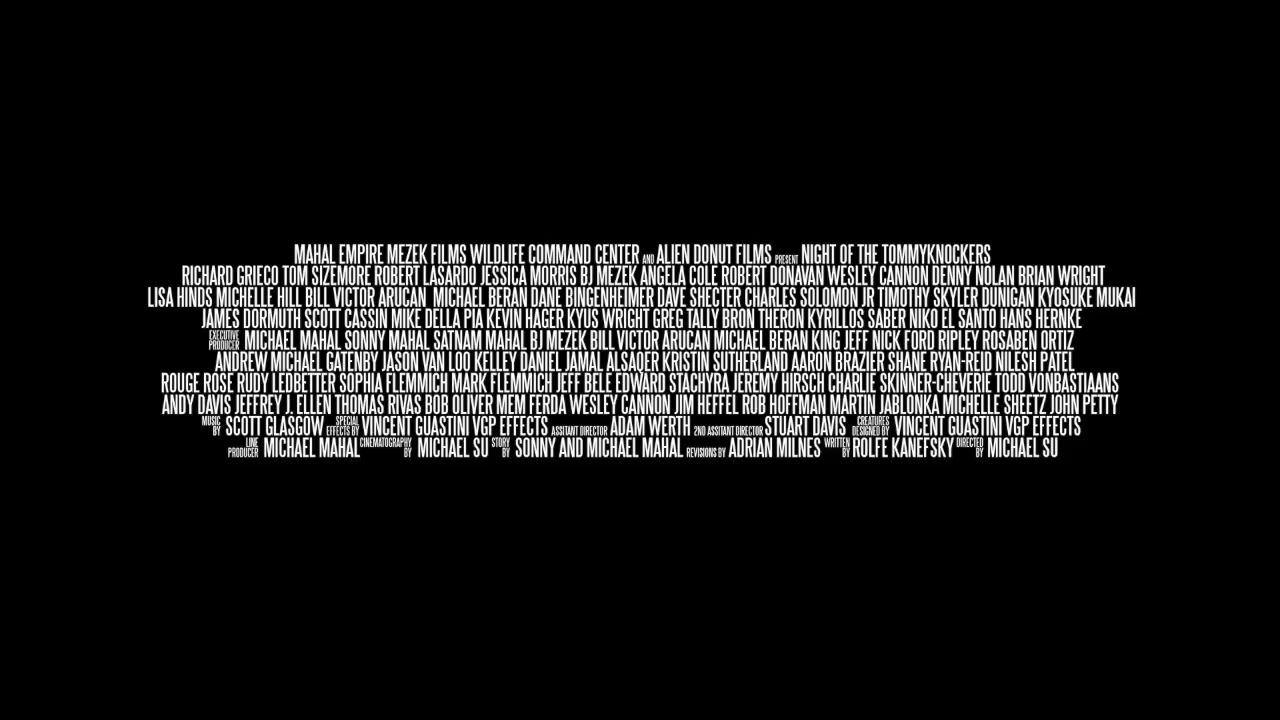 MAHAL EMPIRE MEZEK FILMS WILDLIFE COMMAND CENTER AND ALIEN DONUT FILMS PRESENT NIGHT OF THE TOMMYKNOCKERS
RICHARD GRIECO TOM SIZEMORE ROBERT LASARDO JESSICA MORRIS BJ MEZEK ANGELA COLE ROBERT DONAVAN WESLEY CANNON DENNY NOLAN BRIAN WRIGHT
LISA HINDS MICHELLE HILL BILL VICTOR ARUCAN MICHAEL BERAN DANE BINGENHEIMER DAVE SHECTER CHARLES SOLOMON JR TIMOTHY SKYLER DUNIGAN KYOSUKE MUKAI
JAMES DORMUTH SCOTT CASSIN MIKE DELLA PIA KEVIN HAGER KYUS WRIGHT GREG TALLY BRON THERON KYRILLOS SABER NIKO EL SANTO HANS HERNKE
EXECUTIVE PRODUCER MICHAEL MAHAL SONNY MAHAL SATNAM MAHAL BJ MEZEK BILL VICTOR ARUCAN MICHAEL BERAN KING JEFF NICK FORD RIPLEY ROSABEN ORTIZ
ANDREW MICHAEL GATENBY JASON VAN LOO KELLEY DANIEL JAMAL ALSAQER KRISTIN SUTHERLAND AARON BRAZIER SHANE RYAN-REID NILESH PATEL
ROUGE ROSE RUDY LEDBETTER SOPHIA FLEMMICH MARK FLEMMICH JEFF BELE EDWARD STACHYRA JEREMY HIRSCH CHARLIE SKINNER-CHEVERIE TODD VONBASTIAANS
ANDY DAVIS JEFFREY J. ELLEN THOMAS RIVAS BOB OLIVER MEM FERDA WESLEY CANNON JIM HEFFEL ROB HOFFMAN MARTIN JABLONKA MICHELLE SHEETZ JOHN PETTY
MUSIC BY SCOTT GLASGOW SPECIAL EFFECTS BY VINCENT GUASTINI VGP EFFECTS ASSITANT DIRECTOR ADAM WERTH 2ND ASSITANT DIRECTOR STUART DAVIS CREATURES DESIGNED BY VINCENT GUASTINI VGP EFFECTS
LINE PRODUCER MICHAEL MAHAL CINEMATOGRAPHY BY MICHAEL SU STORY BY SONNY AND MICHAEL MAHAL REVISIONS BY ADRIAN MILNES WRITTEN BY ROLFE KANEFSKY DIRECTED BY MICHAEL SU